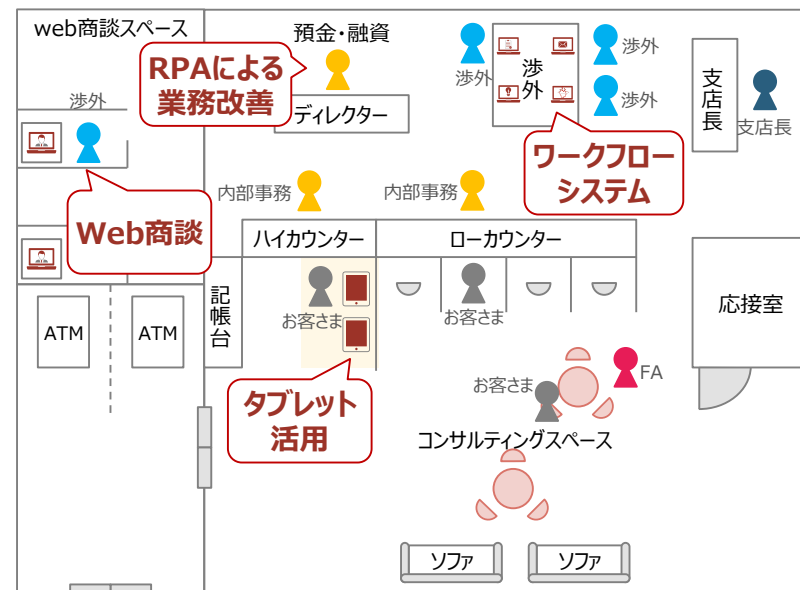 web商談スペース
預金・融資
RPAによる
業務改善
ディレクター
渉外
渉外
渉外
渉外
渉外
支店長
支店長
ワークフロー
システム
Web商談
内部事務
内部事務
ハイカウンター
ローカウンター
記帳台
お客さま
お客さま
応接室
ATM
ATM
タブレット
活用
お客さま
FA
コンサルティングスペース
ソファ
ソファ